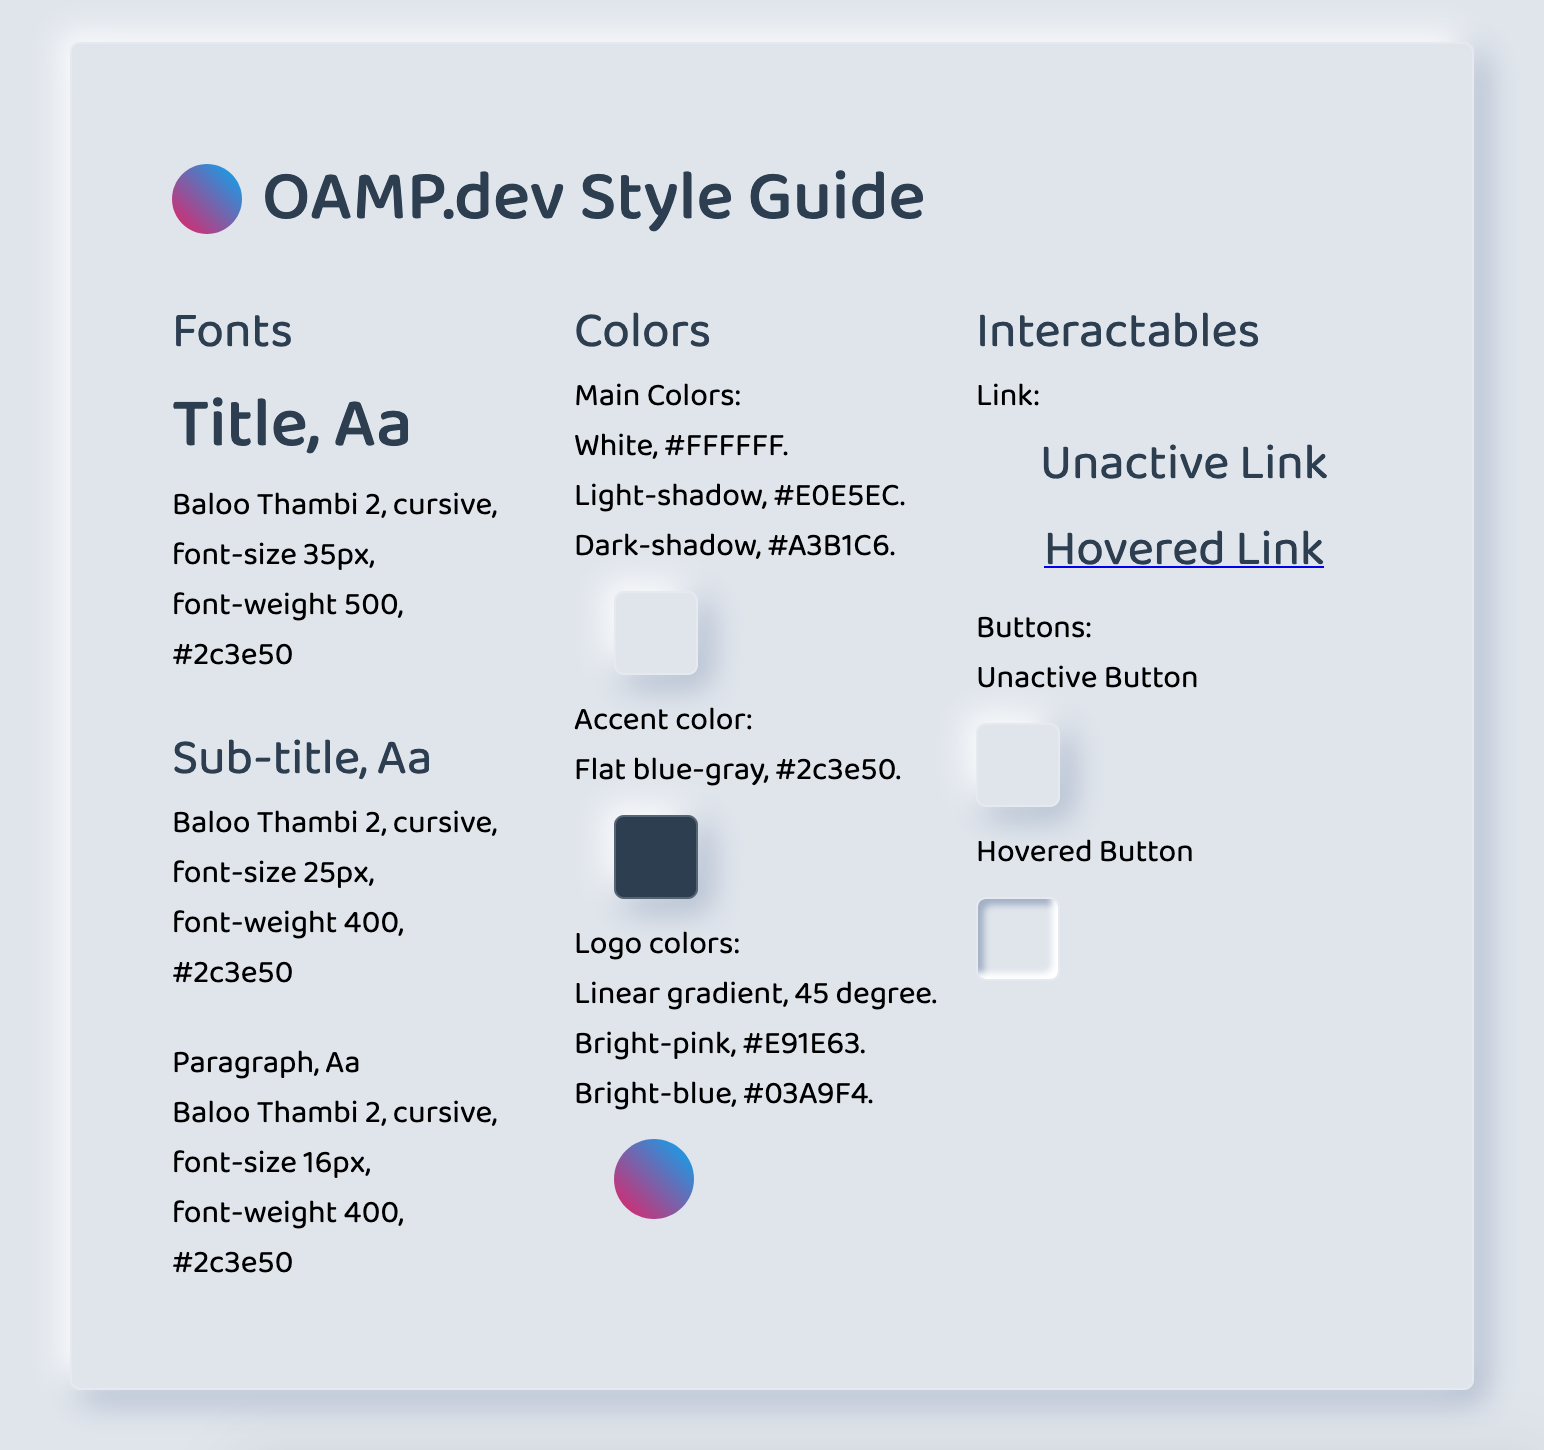 OAMP.dev Style Guide
Fonts
Title, Aa
Baloo Thambi 2, cursive,
font-size 35px,
font-weight 500,
#2c3e50
Sub-title, Aa
Baloo Thambi 2, cursive,
font-size 25px,
font-weight 400,
#2c3e50
Paragraph, Aa
Baloo Thambi 2, cursive,
font-size 16px,
font-weight 400,
#2c3e50
Colors
Main Colors:
White, #FFFFFF.
Light-shadow, #E0E5EC.
Dark-shadow, #A3B1C6.
Accent color:
Flat blue-gray, #2c3e50.
Logo colors:
Linear gradient, 45 degree.
Bright-pink, #E91E63.
Bright-blue, #03A9F4.
Interactables
Link:
Unactive Link
Hovered Link
Buttons:
Unactive Button
Hovered Button